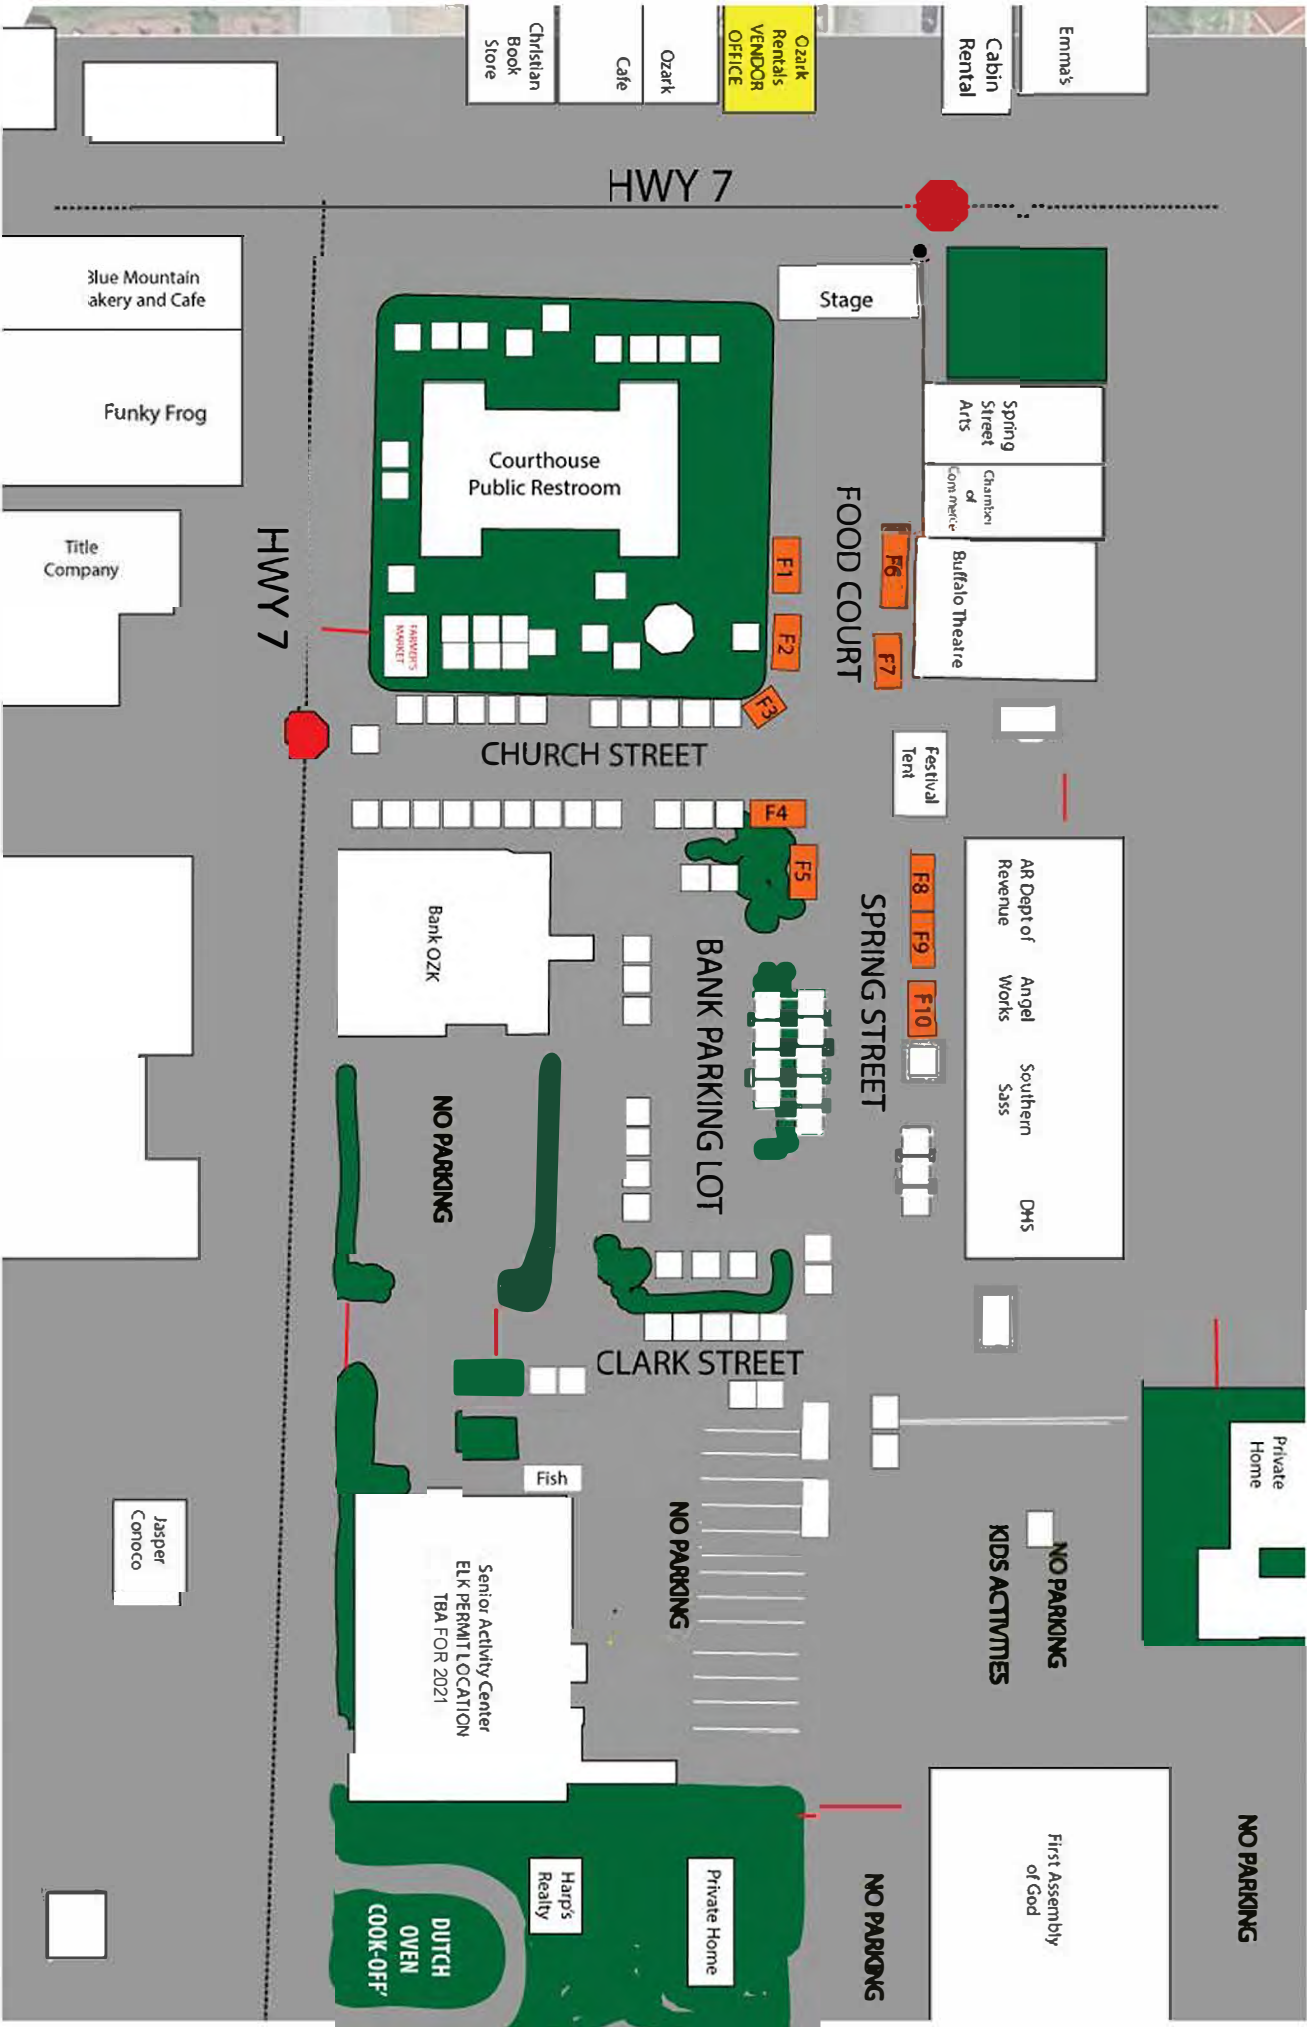 Christian
Book
Store
Cafe
Ozark
Ozark
Rentals
VENDOR
OFFICE
Cabin
Rental
Emma's
HWY 7
Blue Mountain
akery and Cafe
Funky Frog
Title
Company
HWY 7
Stage
Courthouse
Public Restroom
FARMER'S
MARKET
FOOD COURT
F1
F2
F3
F6
F7
Spring
Street
Arts
Chamber
of
Commerce
Buffalo Theatre
CHURCH STREET
Festival
Tent
F4
F5
F8
F9
F10
Bank OZK
BANK PARKING LOT
SPRING STREET
AR Dept of
Revenue
Angel
Works
Southern
Sass
DHS
NO PARKING
CLARK STREET
Fish
Jasper
Conoco
Senior Activity Center
ELK PERMIT LOCATION
TBA FOR 2021
NO PARKING
KIDS ACTIVITIES
NO PARKING
Private
Home
DUTCH
OVEN
COOK-OFF'
Harp's
Realty
Private Home
NO PARKING
First Assembly
of God
NO PARKING